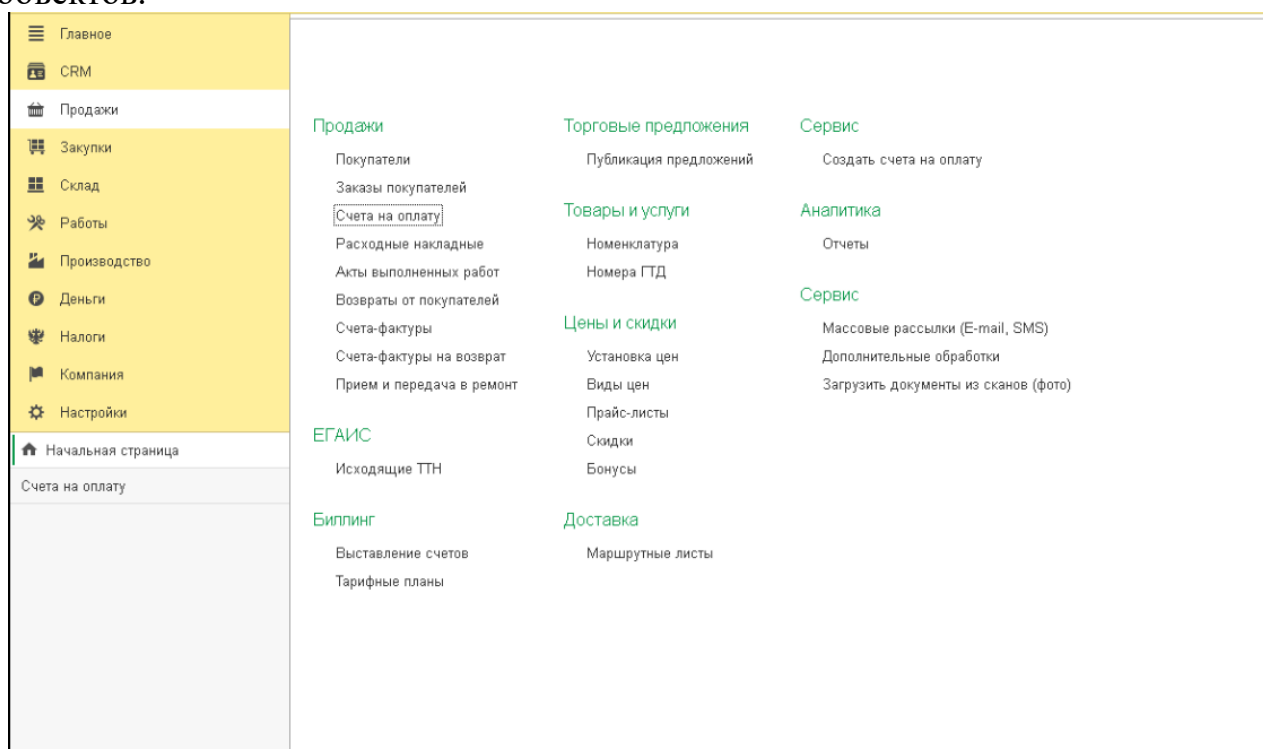 Главное
CRM
Продажи
Закупки
Склад
Работы
Производство
Деньги
Налоги
Компания
Настройки
Начальная страница
Счета на оплату
Продажи
Покупатели
Заказы покупателей
Счета на оплату
Расходные накладные
Акты выполненных работ
Возвраты от покупателей
Счета-фактуры
Счета-фактуры на возврат
Прием и передача в ремонт
ЕГАИС
Исходящие ТТН
Биллинг
Выставление счетов
Тарифные планы
Торговые предложения
Публикация предложений
Товары и услуги
Номенклатура
Номера ГТД
Цены и скидки
Установка цен
Виды цен
Прайс-листы
Скидки
Бонусы
Доставка
Маршрутные листы
Сервис
Создать счета на оплату
Аналитика
Отчеты
Сервис
Массовые рассылки (E-mail, SMS)
Дополнительные обработки
Загрузить документы из сканов (фото)